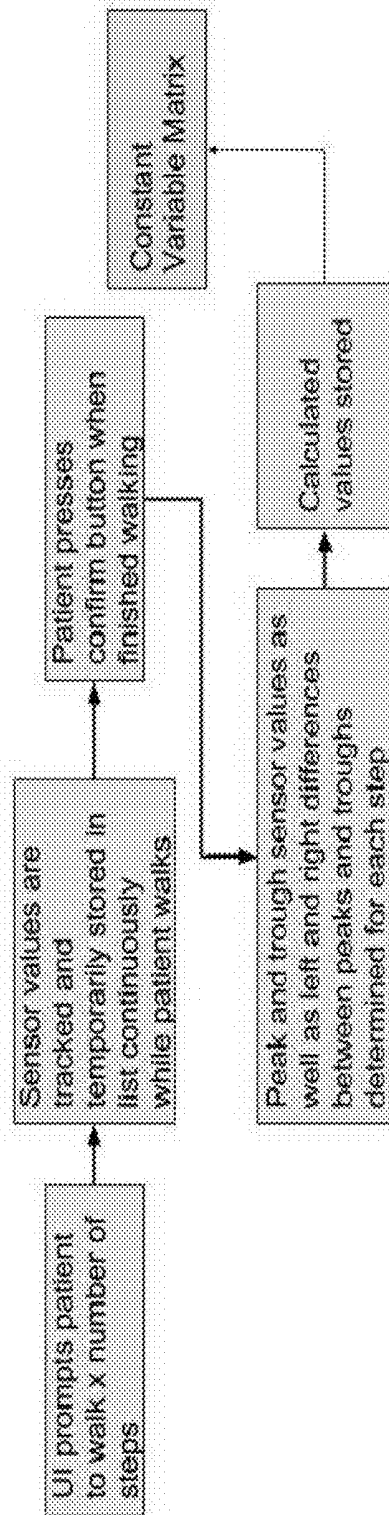 UI prompts patient
to walk x number of
steps
Sensor values are
tracked and
temporarily stored in
list continuously
while patient walks
Patient presses
confirm button when
finished walking
Peak and trough sensor values as
well as left and right differences
between peaks and troughs
determined for each step
Calculated
values stored
Constant
Variable Matrix